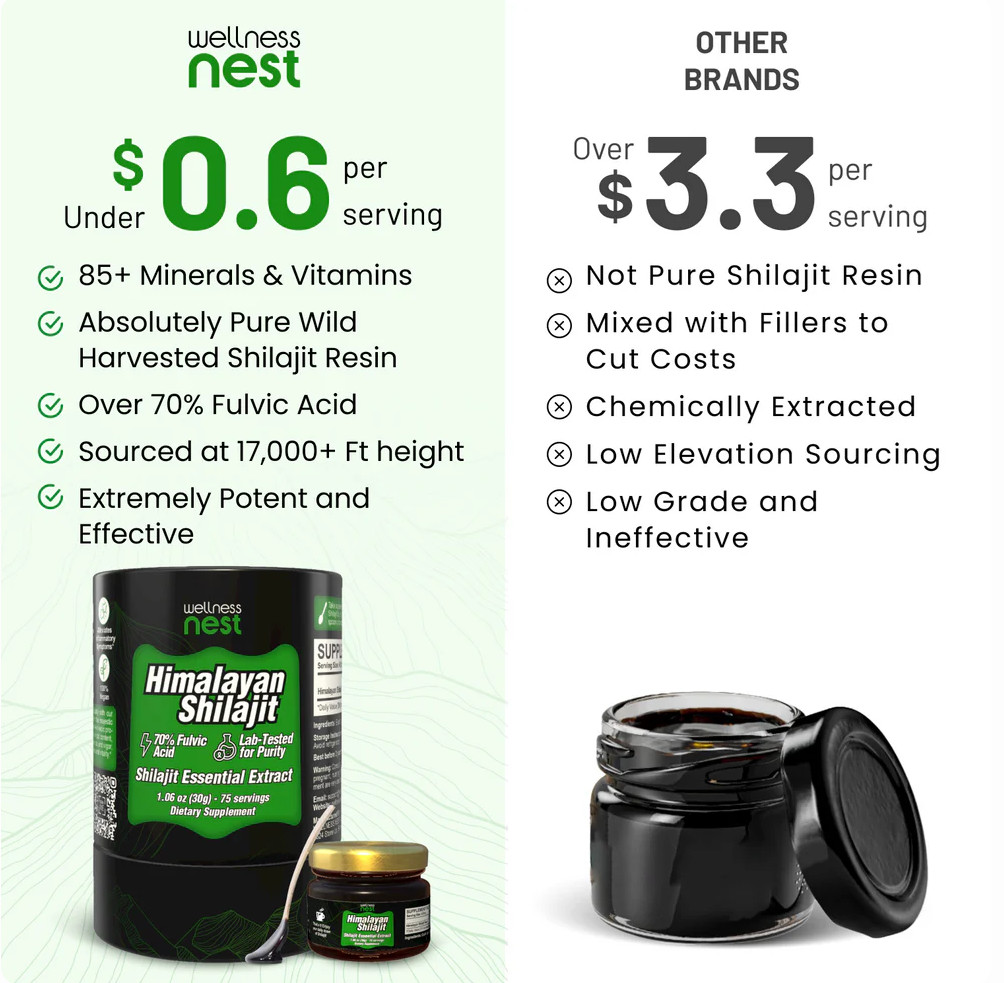 wellness
nest
Under $0.6 per serving
85+ Minerals & Vitamins
Absolutely Pure Wild
Harvested Shilajit Resin
Over 70% Fulvic Acid
Sourced at 17,000+ Ft height
Extremely Potent and
Effective
wellness
nest
Himalayan
Shilajit
70% Fulvic
Acid
Lab-Tested
for Purity
Shilajit Essential Extract
1.06 oz (30g) - 75 servings
Dietary Supplement
nest
Himalayan
Shilajit
Shilajit Essential Extract
OTHER
BRANDS
Over $3.3 per serving
Not Pure Shilajit Resin
Mixed with Fillers to
Cut Costs
Chemically Extracted
Low Elevation Sourcing
Low Grade and
Ineffective